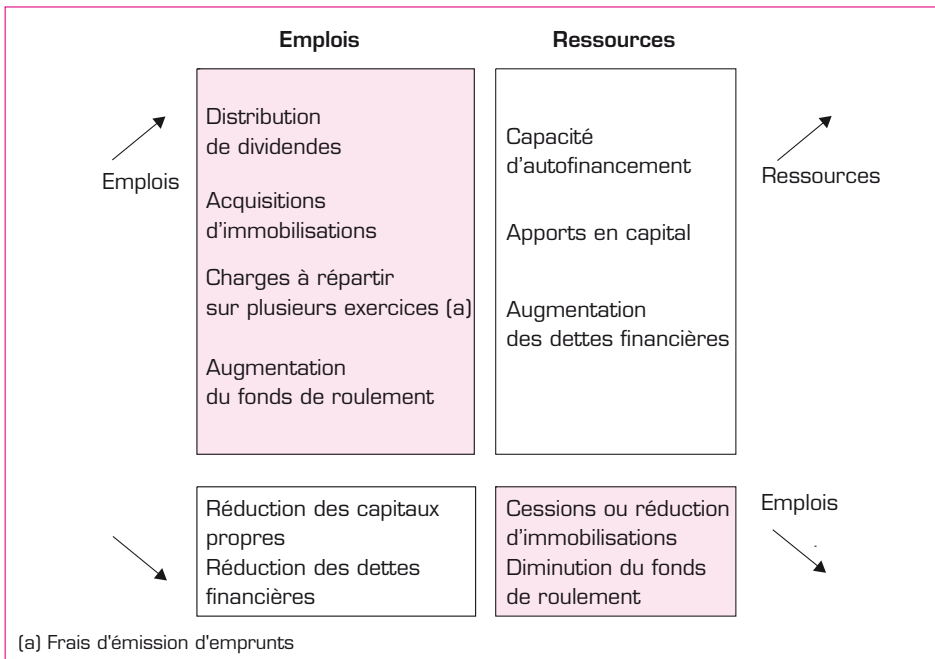 Emplois
Ressources
Emplois
Distribution
de dividendes
Acquisitions
d'immobilisations
Charges à répartir
sur plusieurs exercices (a)
Augmentation
du fonds de roulement
Capacité
d'autofinancement
Apports en capital
Augmentation
des dettes financières
Ressources
Réduction des capitaux
propres
Réduction des dettes
financières
Cessions ou réduction
d'immobilisations
Diminution du fonds
de roulement
Emplois
(a) Frais d'émission d'emprunts